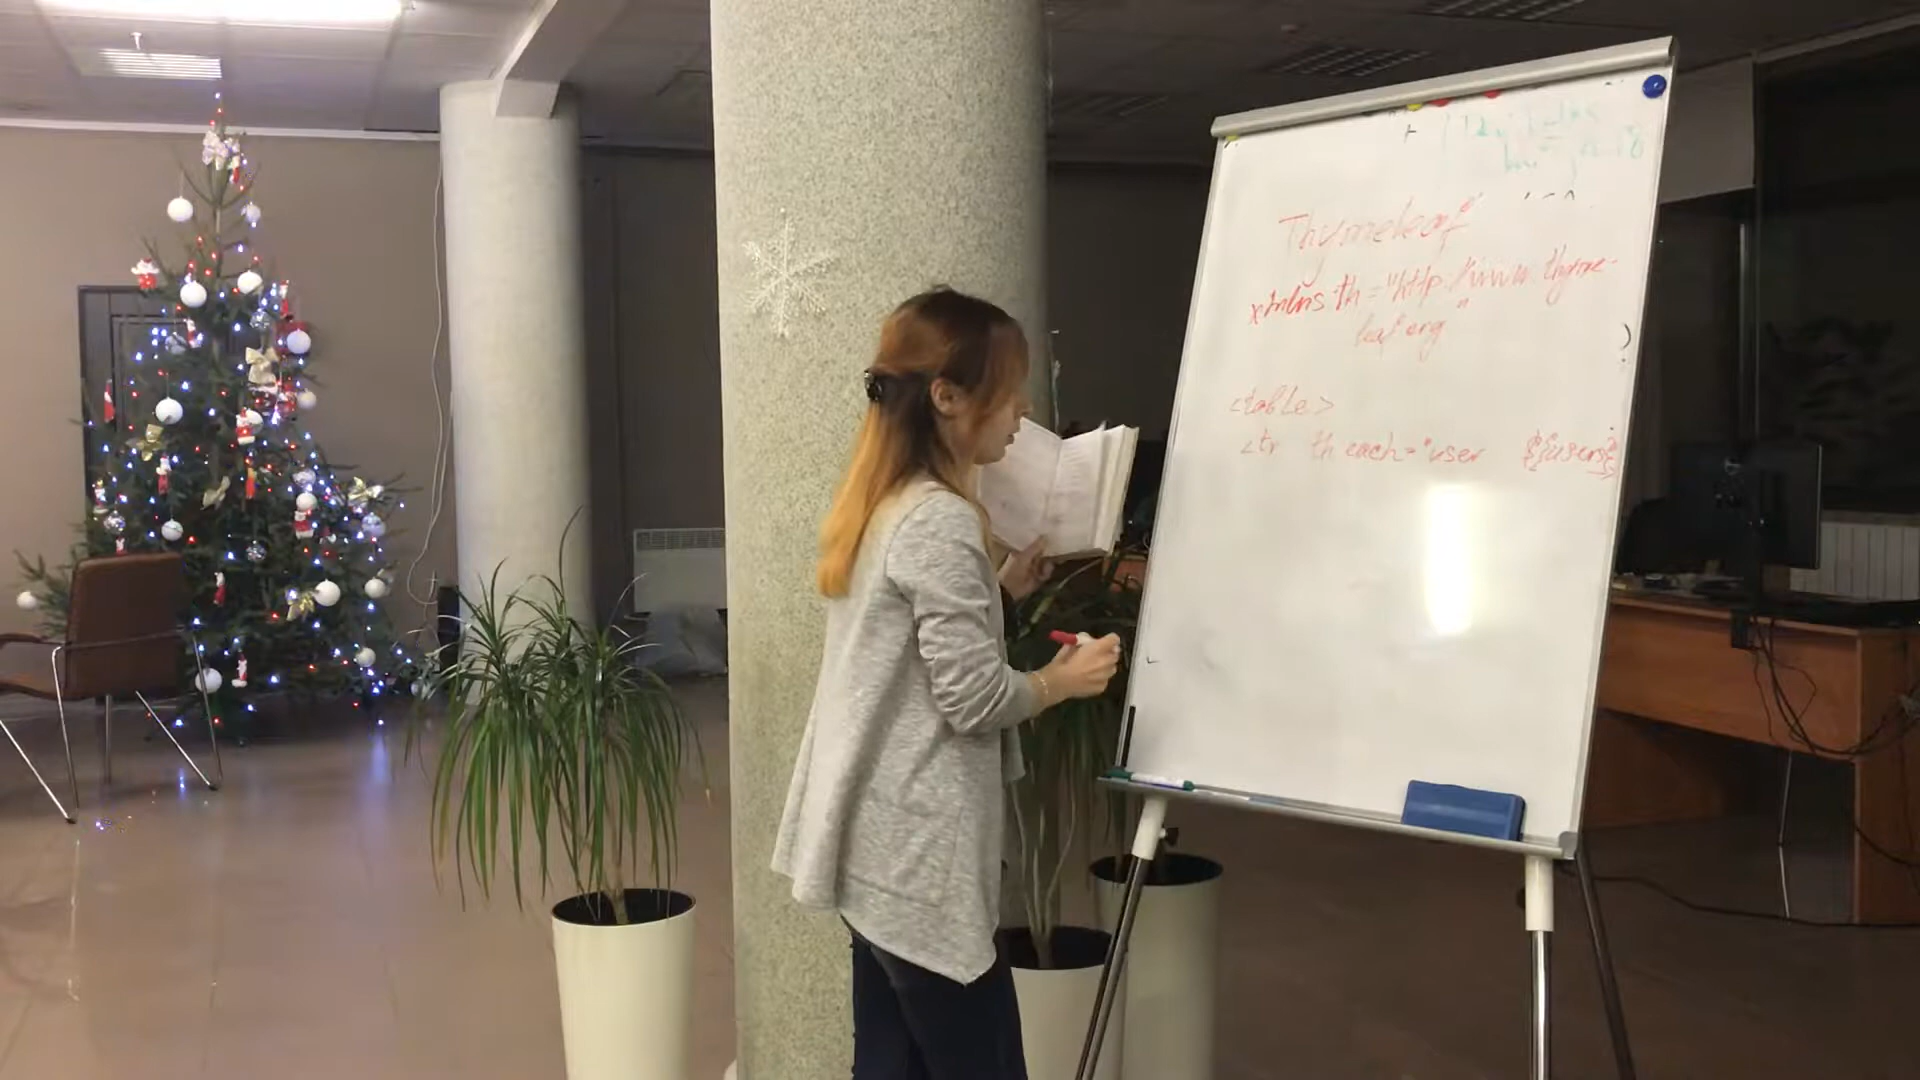 Thymeleaf
xmlns th = "http://www.thyme-
leaf org "
<table>
<tr th each = "user ${users}